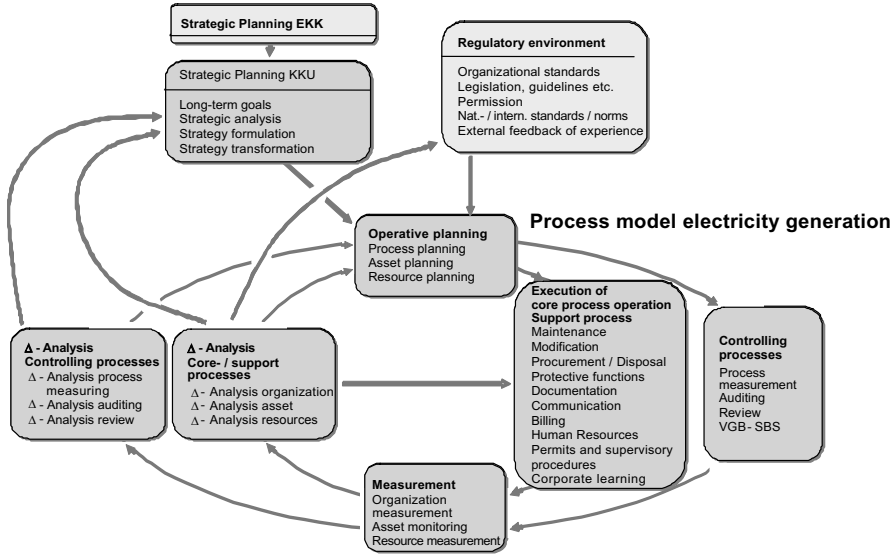 Strategic Planning EKK
Strategic Planning KKU
Long-term goals
Strategic analysis
Strategy formulation
Strategy transformation
Regulatory environment
Organizational standards
Legislation, guidelines etc.
Permission
Nat.- / intern. standards / norms
External feedback of experience
Process model electricity generation
Operative planning
Process planning
Asset planning
Resource planning
Execution of
core process operation
Support process
Maintenance
Modification
Procurement / Disposal
Protective functions
Documentation
Communication
Billing
Human Resources
Permits and supervisory
procedures
Corporate learning
Controlling
processes
Process
measurement
Auditing
Review
VGB- SBS
Δ - Analysis
Controlling processes
Δ - Analysis process
measuring
Δ - Analysis auditing
Δ - Analysis review
Δ - Analysis
Core- / support
processes
Δ - Analysis organization
Δ - Analysis asset
Δ - Analysis resources
Measurement
Organization
measurement
Asset monitoring
Resource measurement